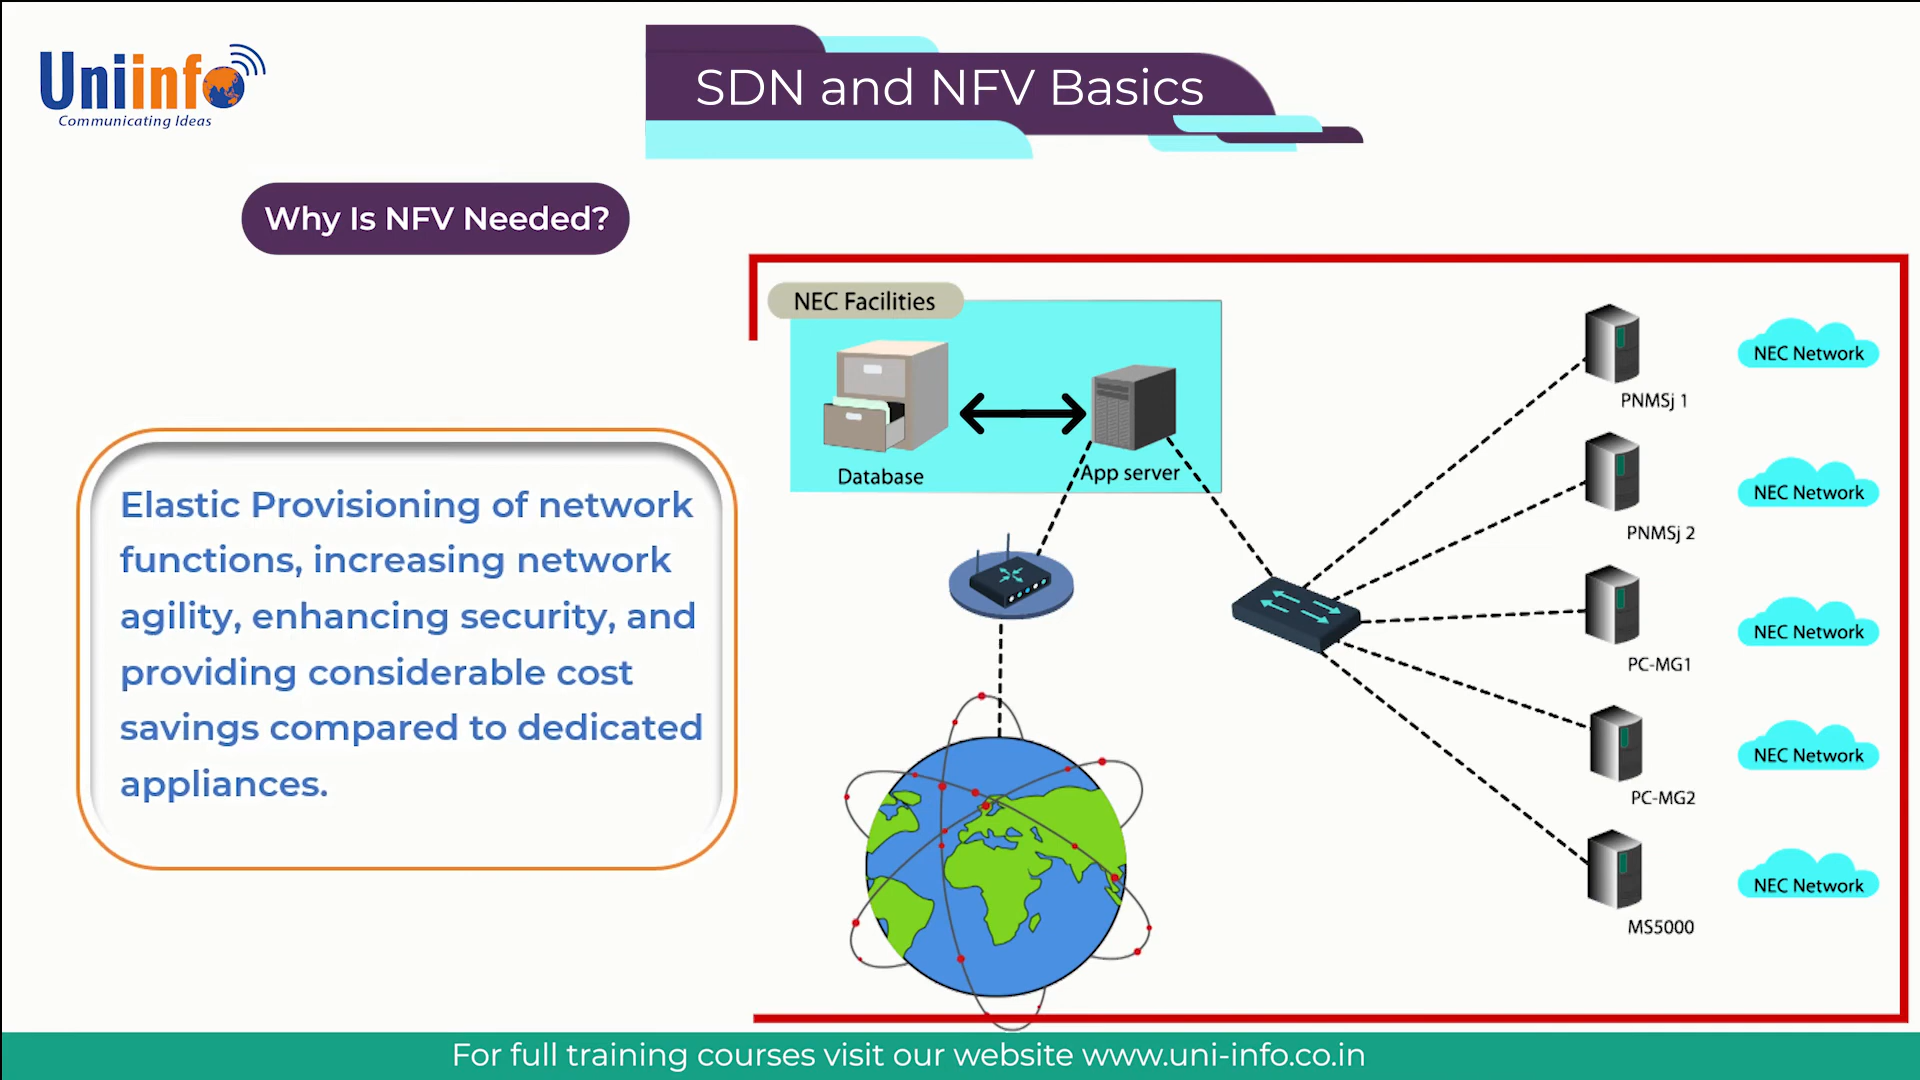 Uniinfo
Communicating Ideas
SDN and NFV Basics
Why Is NFV Needed?
Elastic Provisioning of network
functions, increasing network
agility, enhancing security, and
providing considerable cost
savings compared to dedicated
appliances.
NEC Facilities
Database
App server
PNMSj 1
NEC Network
PNMSj 2
NEC Network
PC-MG1
NEC Network
PC-MG2
NEC Network
MS5000
NEC Network
For full training courses visit our website www.uni-info.co.in